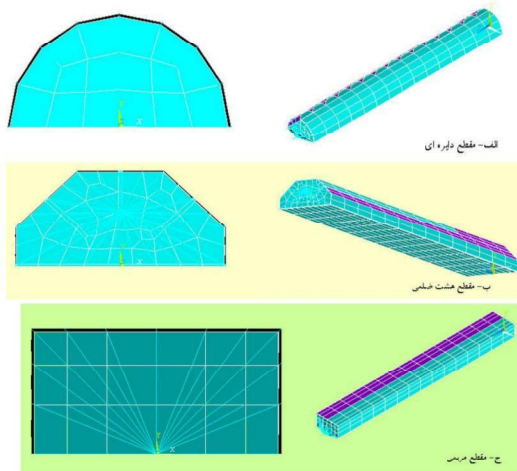 الف- مقطع دایره ای
ب- مقطع هشت ضلعی
X
ج- مقطع مربعی
X